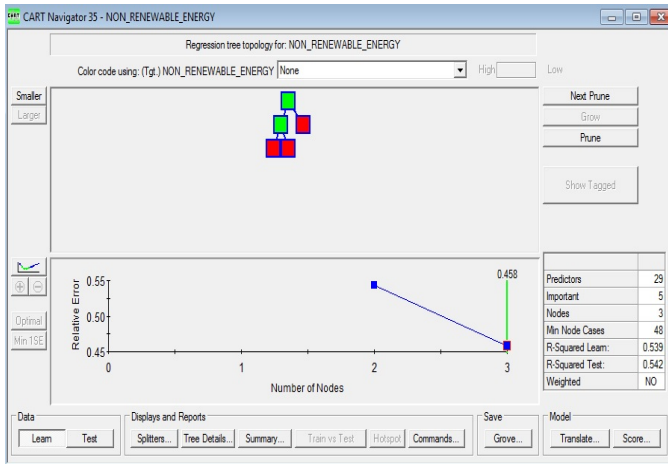 CART Navigator 35 - NON_RENEWABLE_ENERGY
Regression tree topology for: NON_RENEWABLE_ENERGY
Color code using: (Tgt.) NON_RENEWABLE_ENERGY None High Low
Smaller
Larger
Next Prune
Grow
Prune
Show Tagged
Optimal
Min 1SE
Relative Error
0.55
0.50
0.45
0.458
0 1 2 3
Number of Nodes
Predictors 29
Important 5
Nodes 3
Min Node Cases 48
R-Squared Learn: 0.539
R-Squared Test: 0.542
Weighted NO
Data
Learn Test
Displays and Reports
Splitters... Tree Details... Summary... Train vs Test Hotspot Commands...
Save
Grove...
Model
Translate... Score...